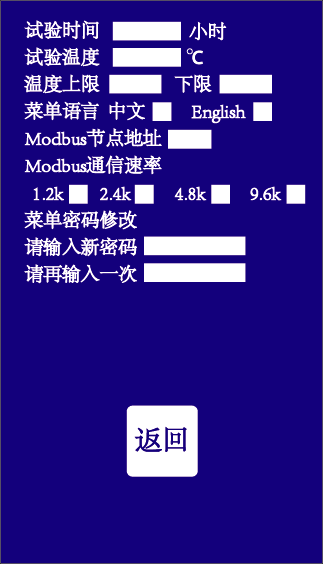 试验时间 小时
试验温度 ℃
温度上限 下限
菜单语言 中文 English
Modbus节点地址
Modbus通信速率
1.2k 2.4k 4.8k 9.6k
菜单密码修改
请输入新密码
请再输入一次
返回